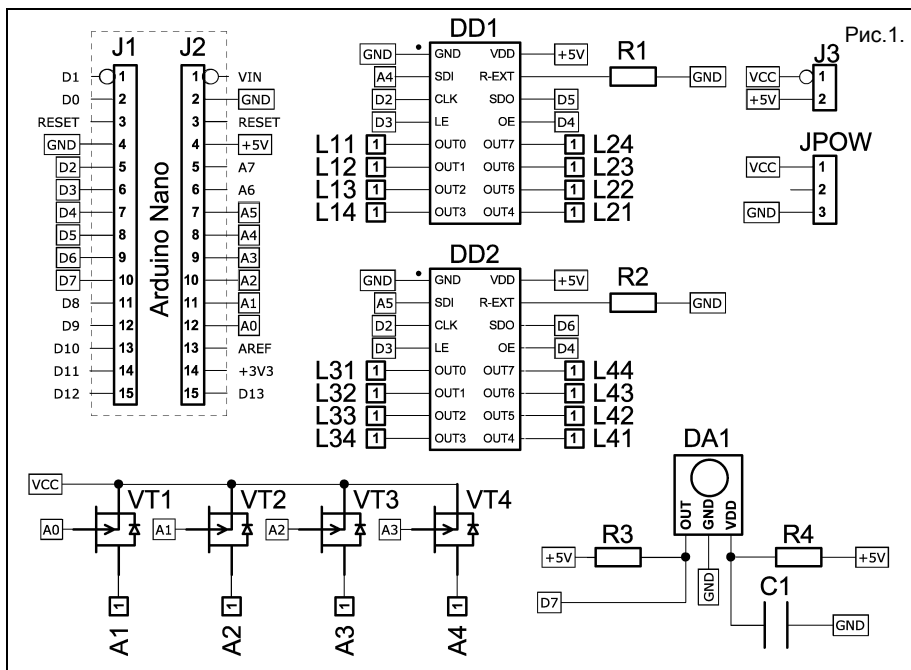 Рис.1.
J1
J2
D1 1
D0 2
RESET 3
GND 4
D2 5
D3 6
D4 7
D5 8
D6 9
D7 10
D8 11
D9 12
D10 13
D11 14
D12 15
Arduino Nano
1 VIN
2 GND
3 RESET
4 +5V
5 A7
6 A6
7 A5
8 A4
9 A3
10 A2
11 A1
12 A0
13 AREF
14 +3V3
15 D13
DD1
GND GND VDD +5V
A4 SDI R-EXT R1 GND
D2 CLK SDO D5
D3 LE OE D4
L11 1 OUT0 OUT7 1 L24
L12 1 OUT1 OUT6 1 L23
L13 1 OUT2 OUT5 1 L22
L14 1 OUT3 OUT4 1 L21
J3
VCC 1
+5V 2
JPOW
VCC 1
2
GND 3
DD2
GND GND VDD +5V
A5 SDI R-EXT R2 GND
D2 CLK SDO D6
D3 LE OE D4
L31 1 OUT0 OUT7 1 L44
L32 1 OUT1 OUT6 1 L43
L33 1 OUT2 OUT5 1 L42
L34 1 OUT3 OUT4 1 L41
VCC
VT1 VT2 VT3 VT4
A0 A1 A2 A3
1 1 1 1
A1 A2 A3 A4
DA1
OUT GND VDD
R3 R4
+5V +5V
GND
C1
D7
GND